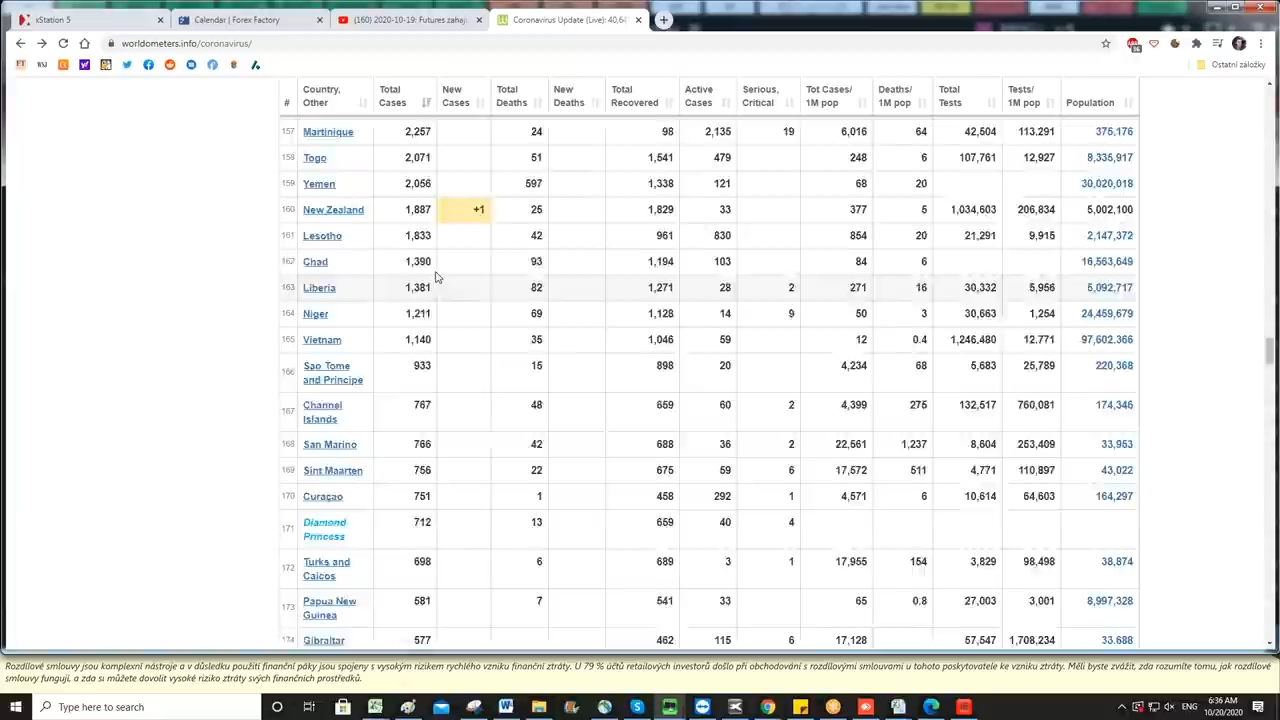 xStation 5
Calendar | Forex Factory
(160) 2020-10-19: Futures zahaj
Coronavirus Update (Live): 40,64
worldometers.info/coronavirus/
Ostatní záložky
# Country, Other Total Cases New Cases Total Deaths New Deaths Total Recovered Active Cases Serious, Critical Tot Cases/ 1M pop Deaths/ 1M pop Total Tests Tests/ 1M pop Population
157 Martinique 2,257 24 98 2,135 19 6,016 64 42,504 113,291 375,176
158 Togo 2,071 51 1,541 479 248 6 107,761 12,927 8,335,917
159 Yemen 2,056 597 1,338 121 68 20 30,020,018
160 New Zealand 1,887 +1 25 1,829 33 377 5 1,034,603 206,834 5,002,100
161 Lesotho 1,833 42 961 830 854 20 21,291 9,915 2,147,372
162 Chad 1,390 93 1,194 103 84 6 16,563,649
163 Liberia 1,381 82 1,271 28 2 271 16 30,332 5,956 5,092,717
164 Niger 1,211 69 1,128 14 9 50 3 30,663 1,254 24,459,679
165 Vietnam 1,140 35 1,046 59 12 0.4 1,246,480 12,771 97,602,366
166 Sao Tome and Principe 933 15 898 20 4,234 68 5,683 25,789 220,368
167 Channel Islands 767 48 659 60 2 4,399 275 132,517 760,081 174,346
168 San Marino 766 42 688 36 2 22,561 1,237 8,604 253,409 33,953
169 Sint Maarten 756 22 675 59 6 17,572 511 4,771 110,897 43,022
170 Curaçao 751 1 458 292 1 4,571 6 10,614 64,603 164,297
171 Diamond Princess 712 13 659 40 4
172 Turks and Caicos 698 6 689 3 1 17,955 154 3,829 98,498 38,874
173 Papua New Guinea 581 7 541 33 65 0.8 27,003 3,001 8,997,328
174 Gibraltar 577 462 115 6 17,128 57,547 1,708,234 33,688
Rozdílové smlouvy jsou komplexní nástroje a v důsledku použití finanční páky jsou spojeny s vysokým rizikem rychlého vzniku finanční ztráty. U 79 % účtů retailových investorů došlo při obchodování s rozdílovými smlouvami u tohoto poskytovatele ke vzniku ztráty. Měli byste zvážit, zda rozumíte tomu, jak rozdílové
smlouvy fungují, a zda si můžete dovolit vysoké riziko ztráty svých finančních prostředků.
Type here to search
ENG
6:36 AM
10/20/2020